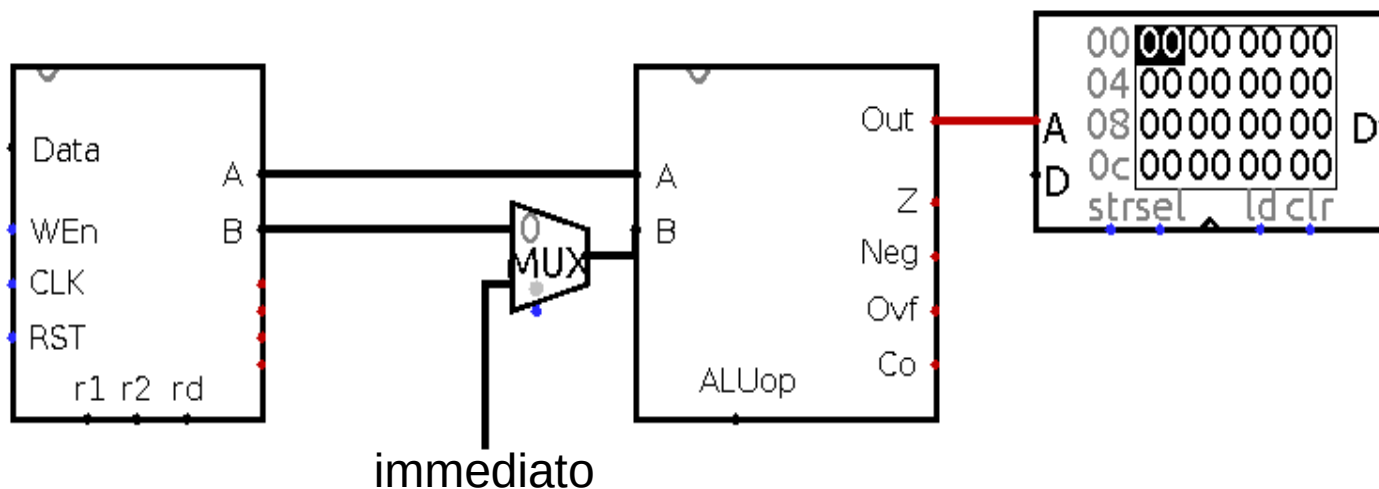 Data
WEn
CLK
RST
r1 r2 rd
A
B
0
MUX
immediato
A
B
ALUop
Out
Z
Neg
Ovf
Co
A
D
00 00 00 00 00
04 00 00 00 00
08 00 00 00 00
0c 00 00 00 00
str sel ld clr
D